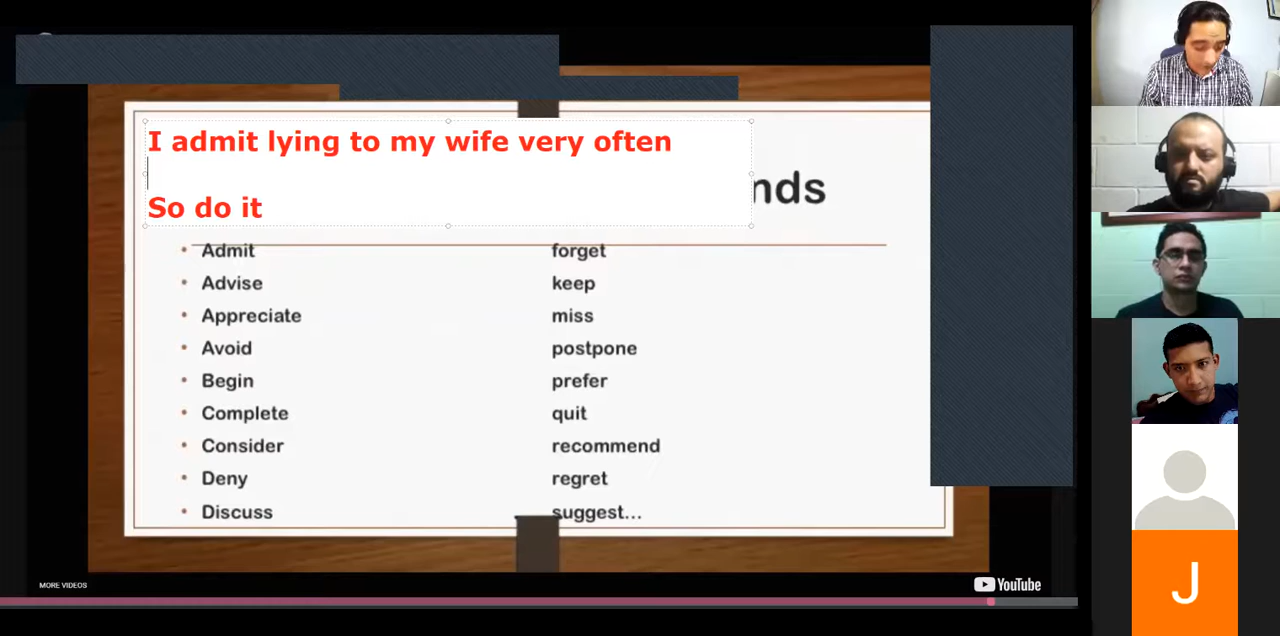 I admit lying to my wife very often
So do it
nds
Admit
Advise
Appreciate
Avoid
Begin
Complete
Consider
Deny
Discuss
forget
keep
miss
postpone
prefer
quit
recommend
regret
suggest...
MORE VIDEOS
YouTube
J